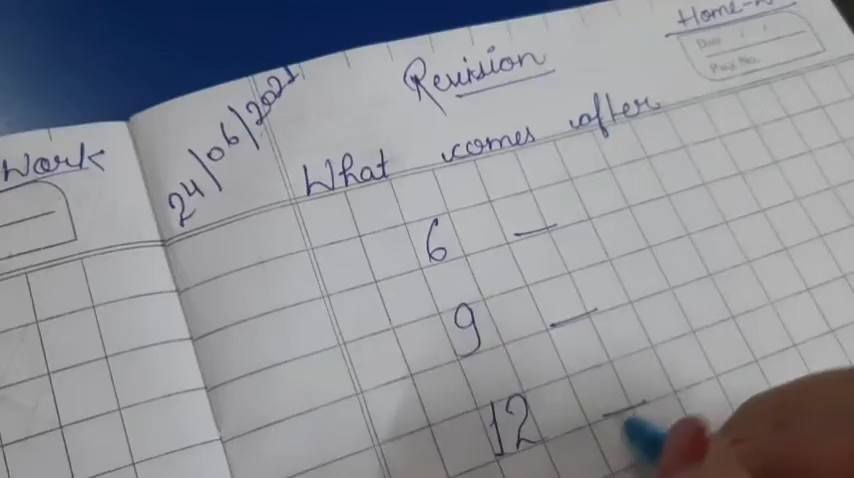 Work
24/06/2021
Revision
Home-
Date / /
Page No.
What comes after
6 —
9 —
12 —